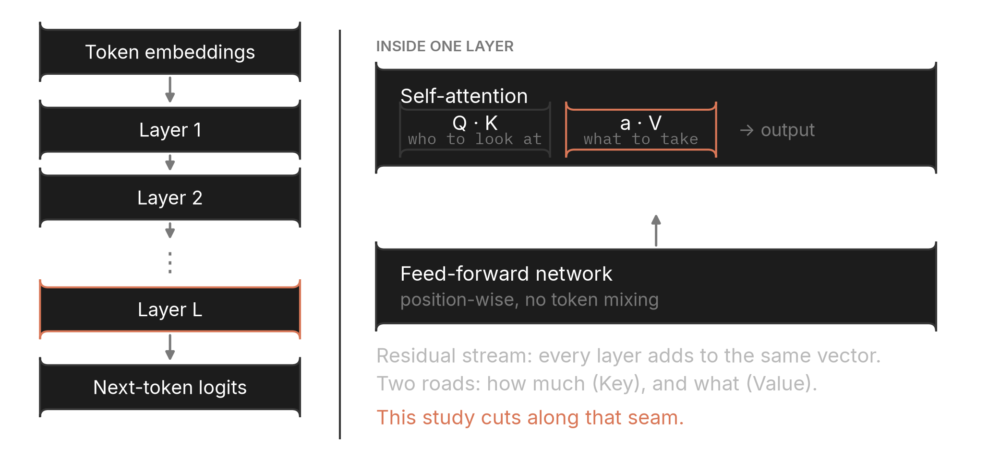 Token embeddings
Layer 1
Layer 2
⋮
Layer L
Next-token logits
INSIDE ONE LAYER
Self-attention
Q · K
who to look at
a · V
what to take
→ output
Feed-forward network
position-wise, no token mixing
Residual stream: every layer adds to the same vector.
Two roads: how much (Key), and what (Value).
This study cuts along that seam.